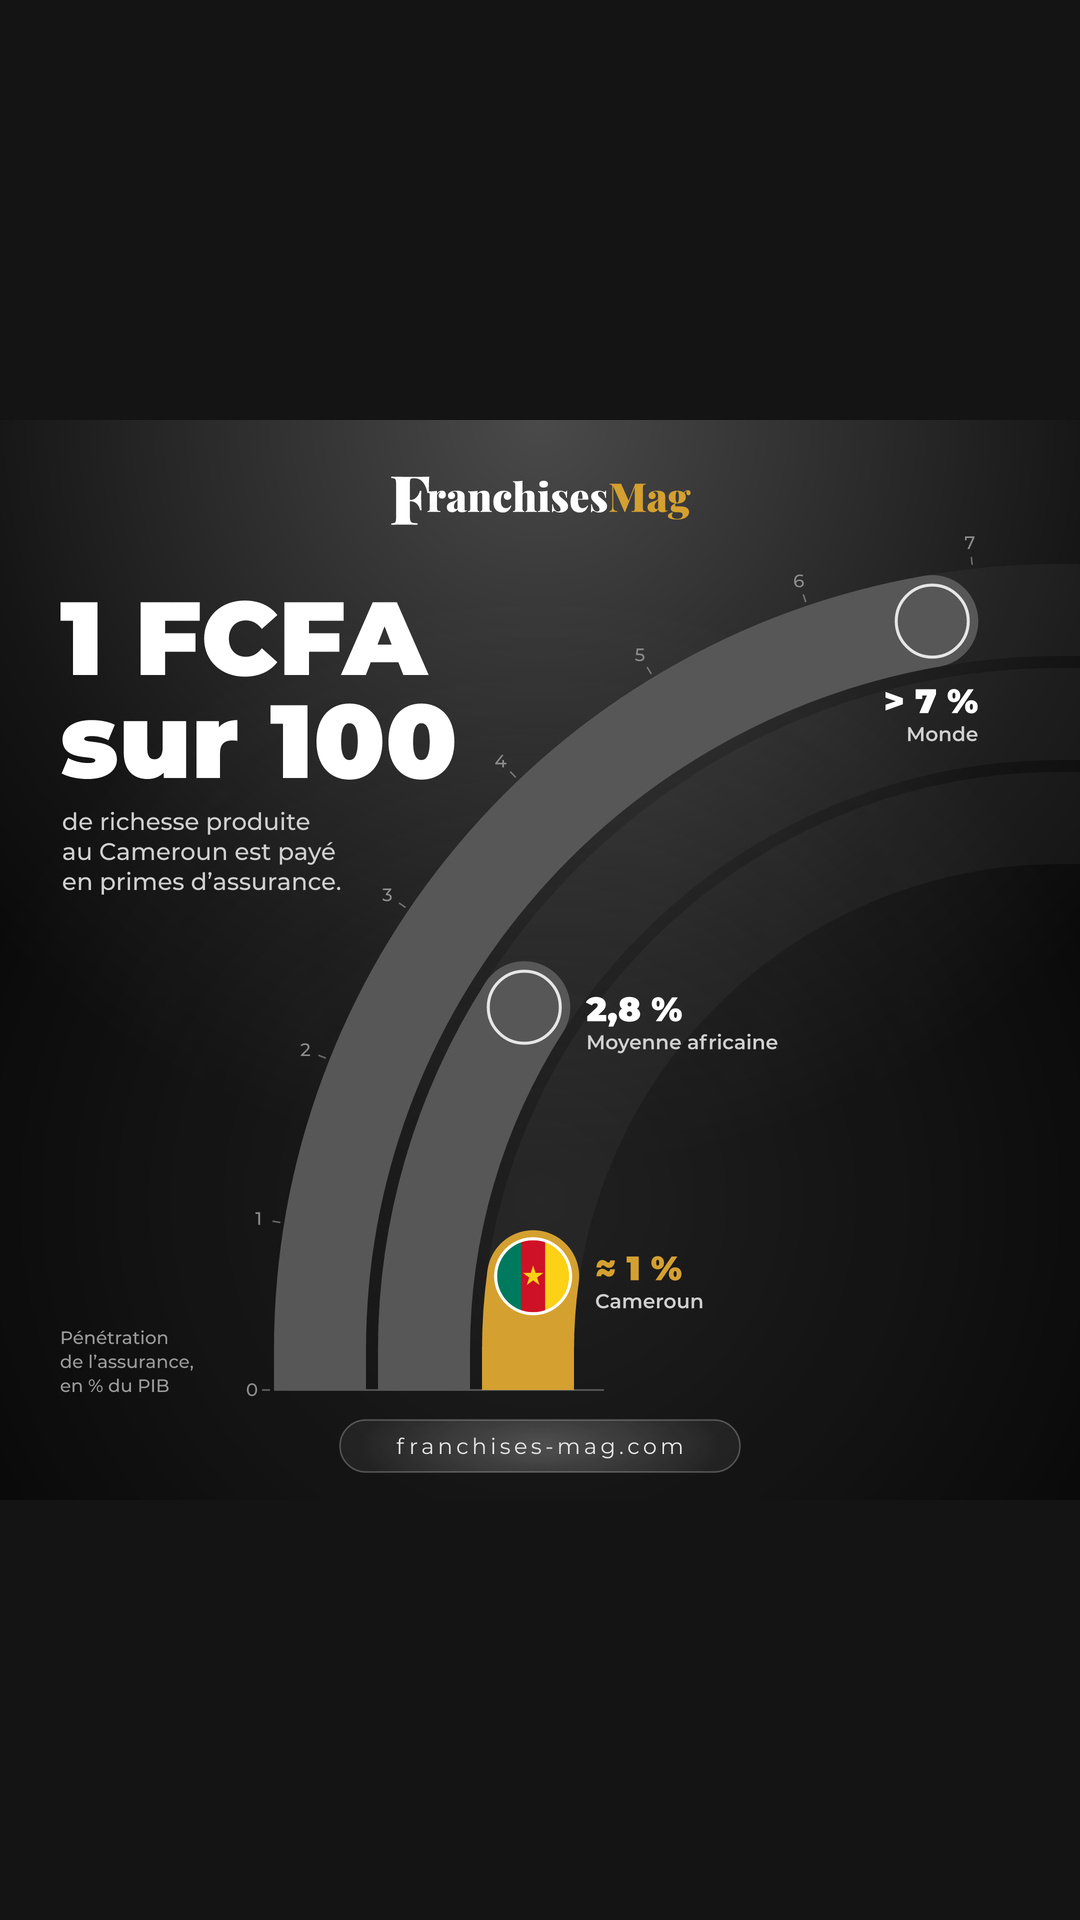 FranchisesMag
1 FCFA
sur 100
de richesse produite
au Cameroun est payé
en primes d’assurance.
7
6
5
4
3
2
1
0
> 7 %
Monde
2,8 %
Moyenne africaine
≈ 1 %
Cameroun
Pénétration
de l’assurance,
en % du PIB
franchises-mag.com